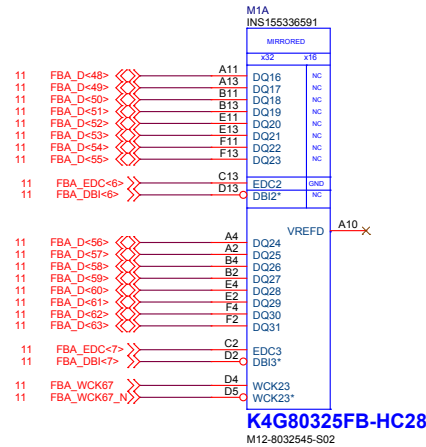 M1A
INS155336591
MIRRORED
x32 x16
11 FBA_D<48> A11 DQ16 NC
11 FBA_D<49> A13 DQ17 NC
11 FBA_D<50> B11 DQ18 NC
11 FBA_D<51> B13 DQ19 NC
11 FBA_D<52> E11 DQ20 NC
11 FBA_D<53> E13 DQ21 NC
11 FBA_D<54> F11 DQ22 NC
11 FBA_D<55> F13 DQ23 NC
11 FBA_EDC<6> C13 EDC2 GND
11 FBA_DBI<6> D13 DBI2* NC
VREFD A10
11 FBA_D<56> A4 DQ24
11 FBA_D<57> A2 DQ25
11 FBA_D<58> B4 DQ26
11 FBA_D<59> B2 DQ27
11 FBA_D<60> E4 DQ28
11 FBA_D<61> E2 DQ29
11 FBA_D<62> F4 DQ30
11 FBA_D<63> F2 DQ31
11 FBA_EDC<7> C2 EDC3
11 FBA_DBI<7> D2 DBI3*
11 FBA_WCK67 D4 WCK23
11 FBA_WCK67_N D5 WCK23*
K4G80325FB-HC28
M12-8032545-S02